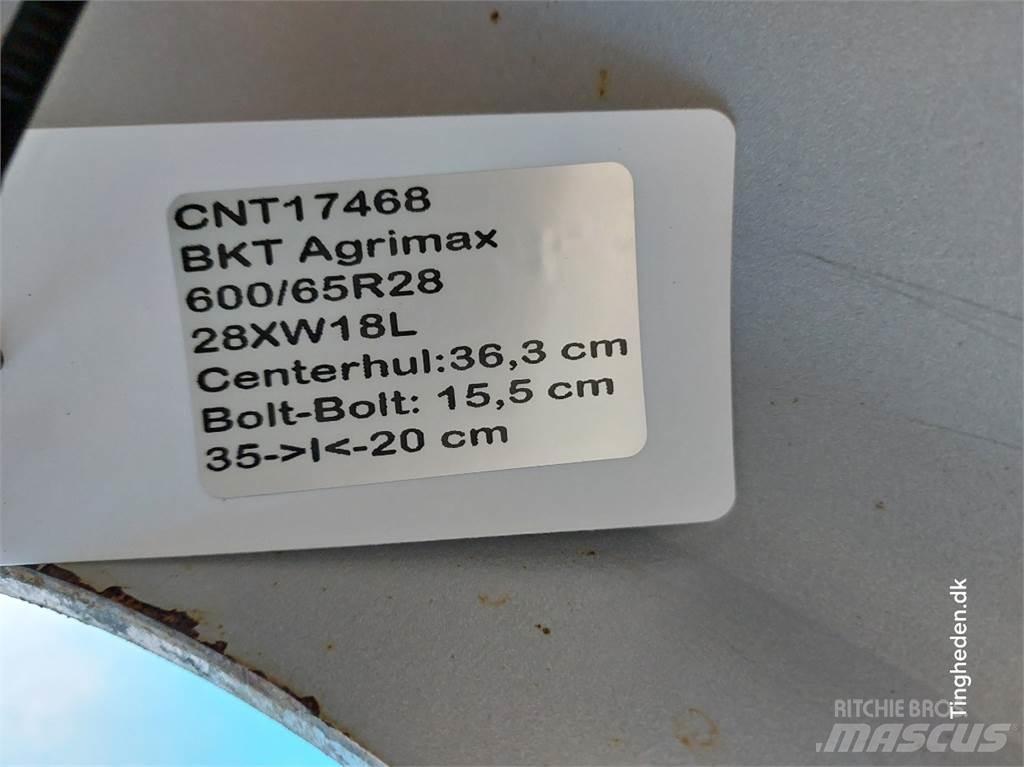 CNT17468
BKT Agrimax
600/65R28
28XW18L
Centerhul:36,3 cm
Bolt-Bolt: 15,5 cm
35->I<-20 cm
Tingheden.dk
RITCHIE BRO
MASCUS